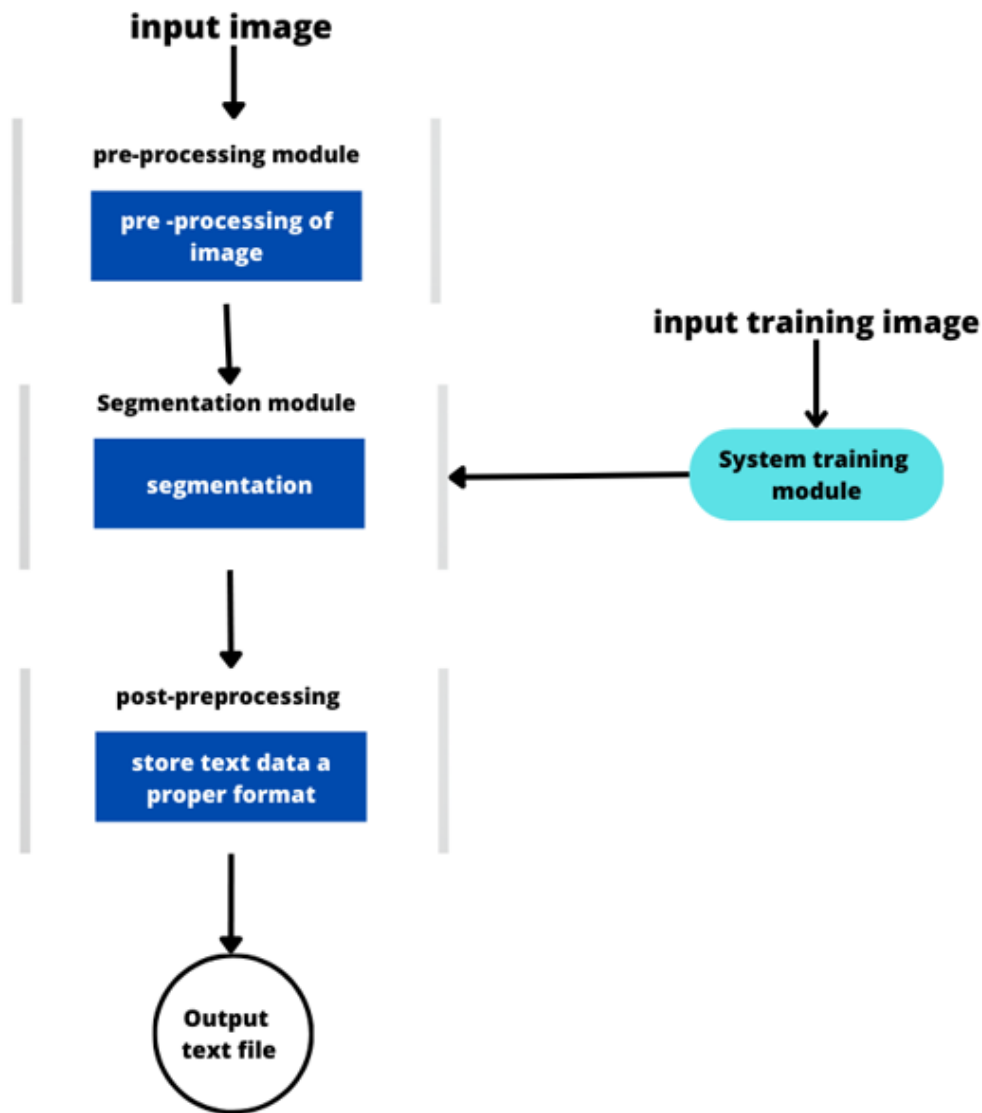 input image
pre-processing module
pre -processing of
image
input training image
Segmentation module
segmentation
System training
module
post-preprocessing
store text data a
proper format
Output
text file